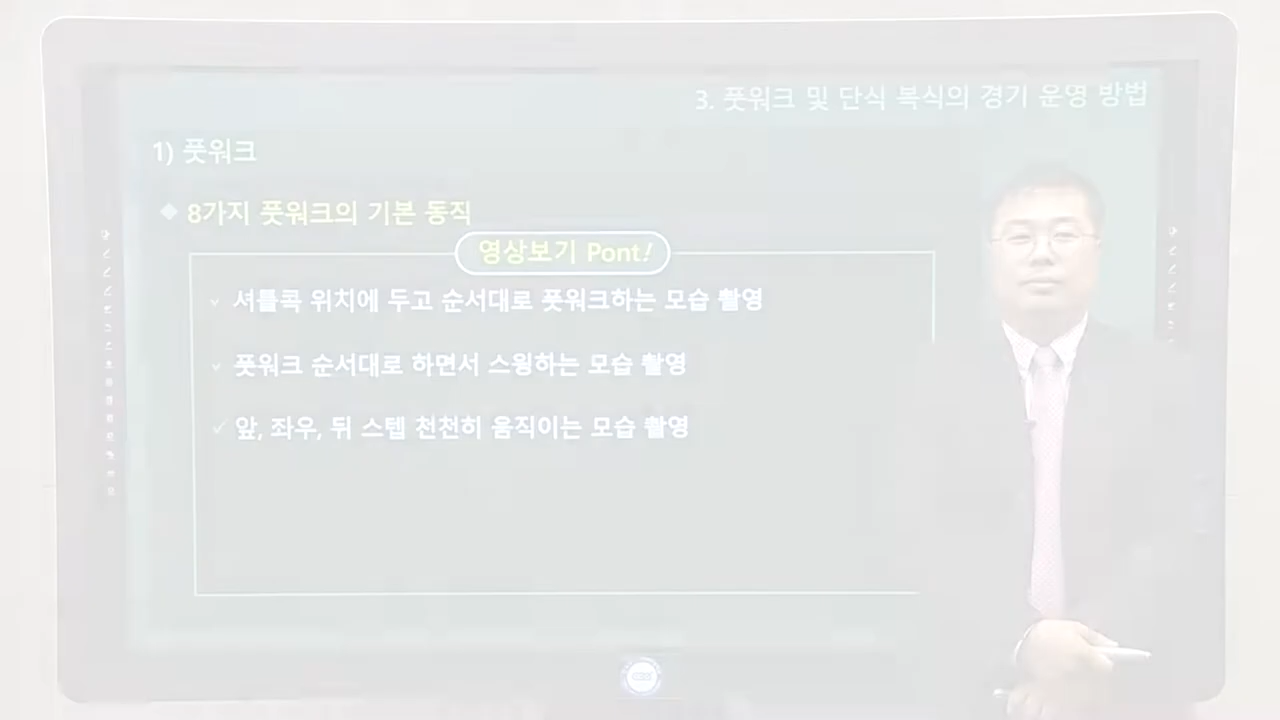 3. 풋워크 및 단식 복식의 경기 운영 방법
1) 풋워크
8가지 풋워크의 기본 동직
영상보기 Pont!
셔틀콕 위치에 두고 순서대로 풋워크하는 모습 촬영
풋워크 순서대로 하면서 스윙하는 모습 촬영
앞, 좌우, 뒤 스텝 천천히 움직이는 모습 촬영